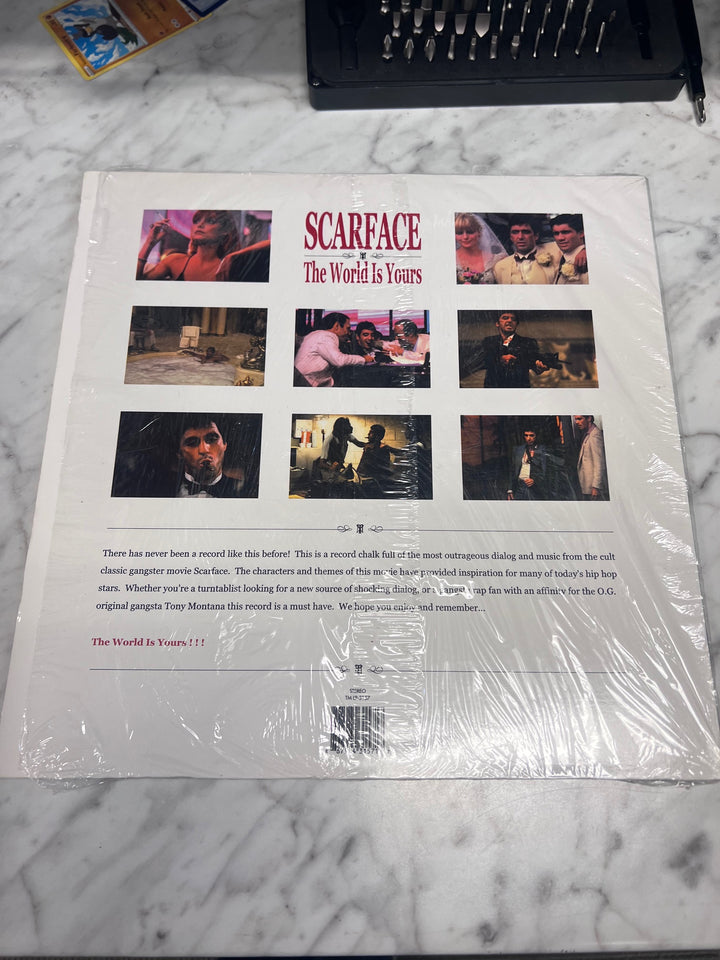 SCARFACE
The World Is Yours
There has never been a record like this before! This is a record chalk full of the most outrageous dialog and music from the cult
classic gangster movie Scarface. The characters and themes of this movie have provided inspiration for many of today's hip hop
stars. Whether you're a turntablist looking for a new source of shocking dialog, or a gangsta rap fan with an affinity for the O.G.
original gangsta Tony Montana this record is a must have. We hope you enjoy and remember...
The World Is Yours ! ! !
STEREO